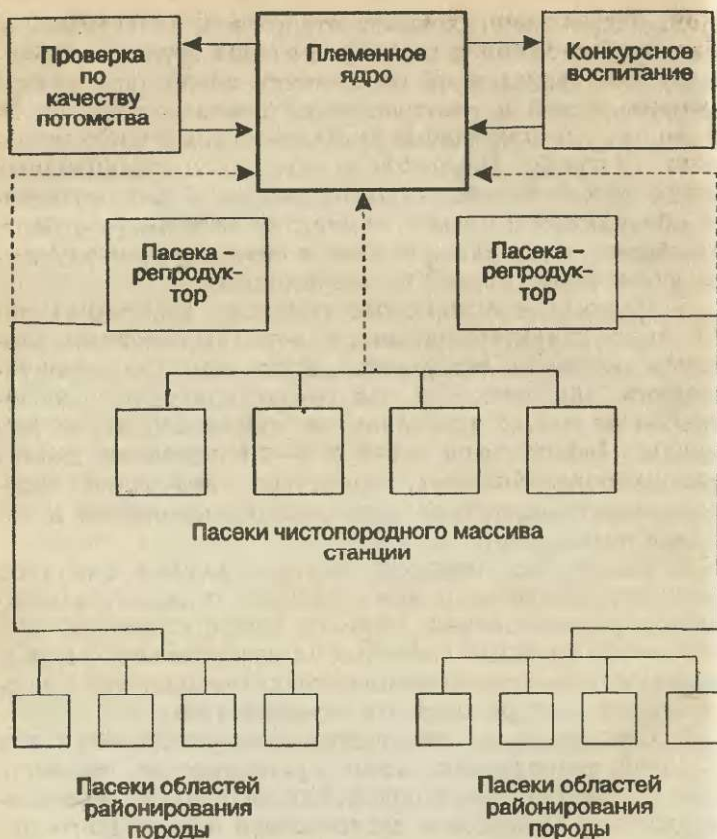 Проверка
по
качеству
потомства
Племенное
ядро
Конкурсное
воспитание
Пасека –
репродук-
тор
Пасека –
репродук-
тор
Пасеки чистопородного массива
станции
Пасеки областей
районирования
породы
Пасеки областей
районирования
породы